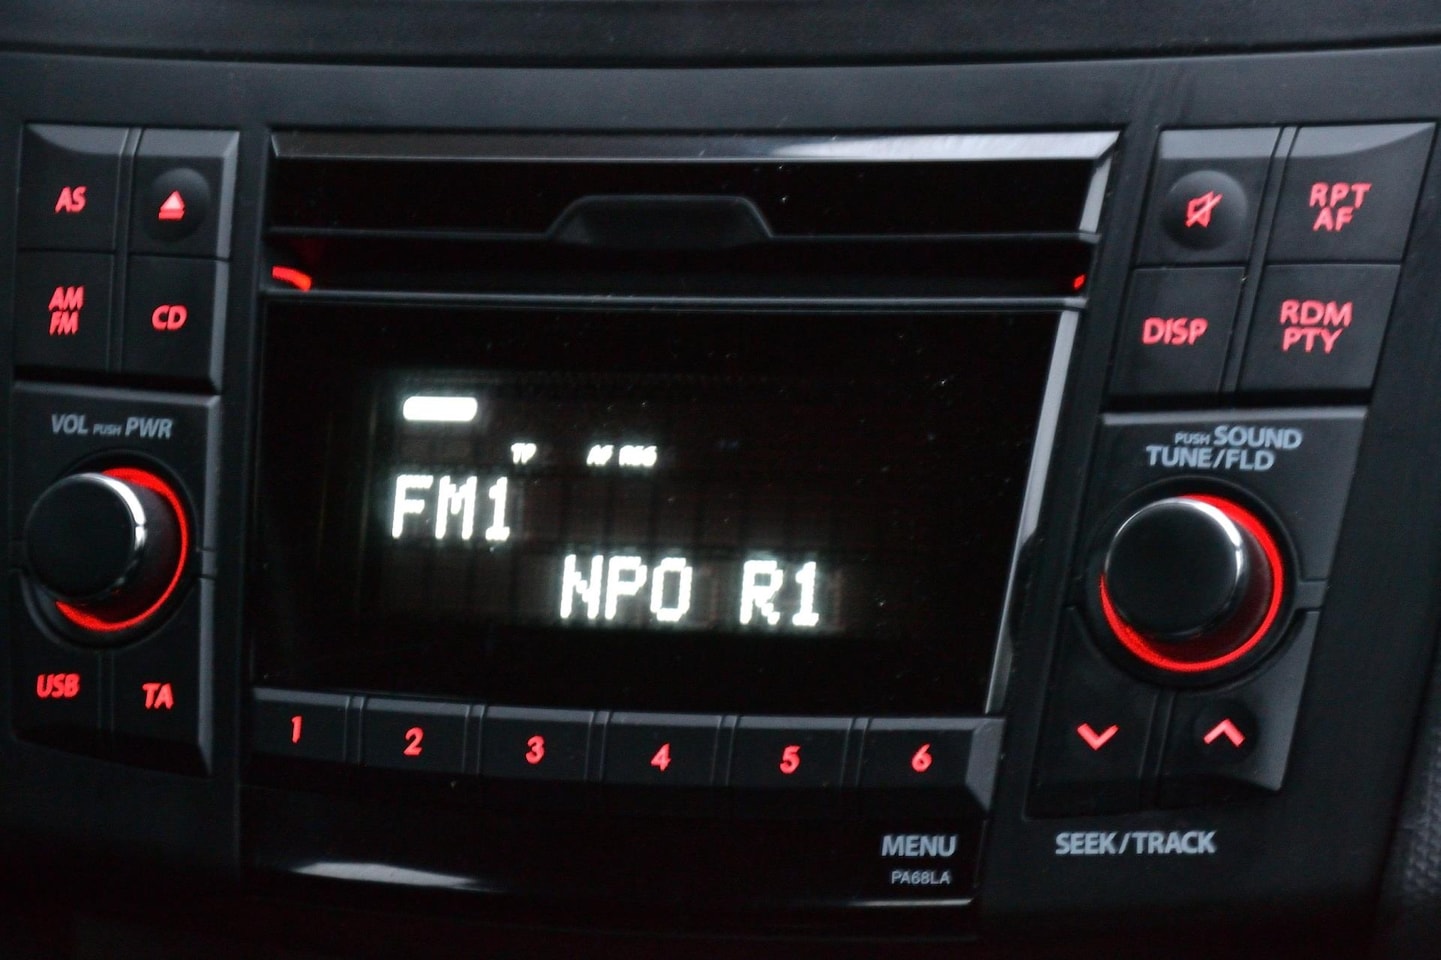 AS
AM
FM
CD
VOL PUSH PWR
USB
TA
TP AF REG
FM1
NPO R1
1 2 3 4 5 6
MENU
PA68LA
RPT
AF
DISP
RDM
PTY
PUSH SOUND
TUNE/FLD
SEEK/TRACK